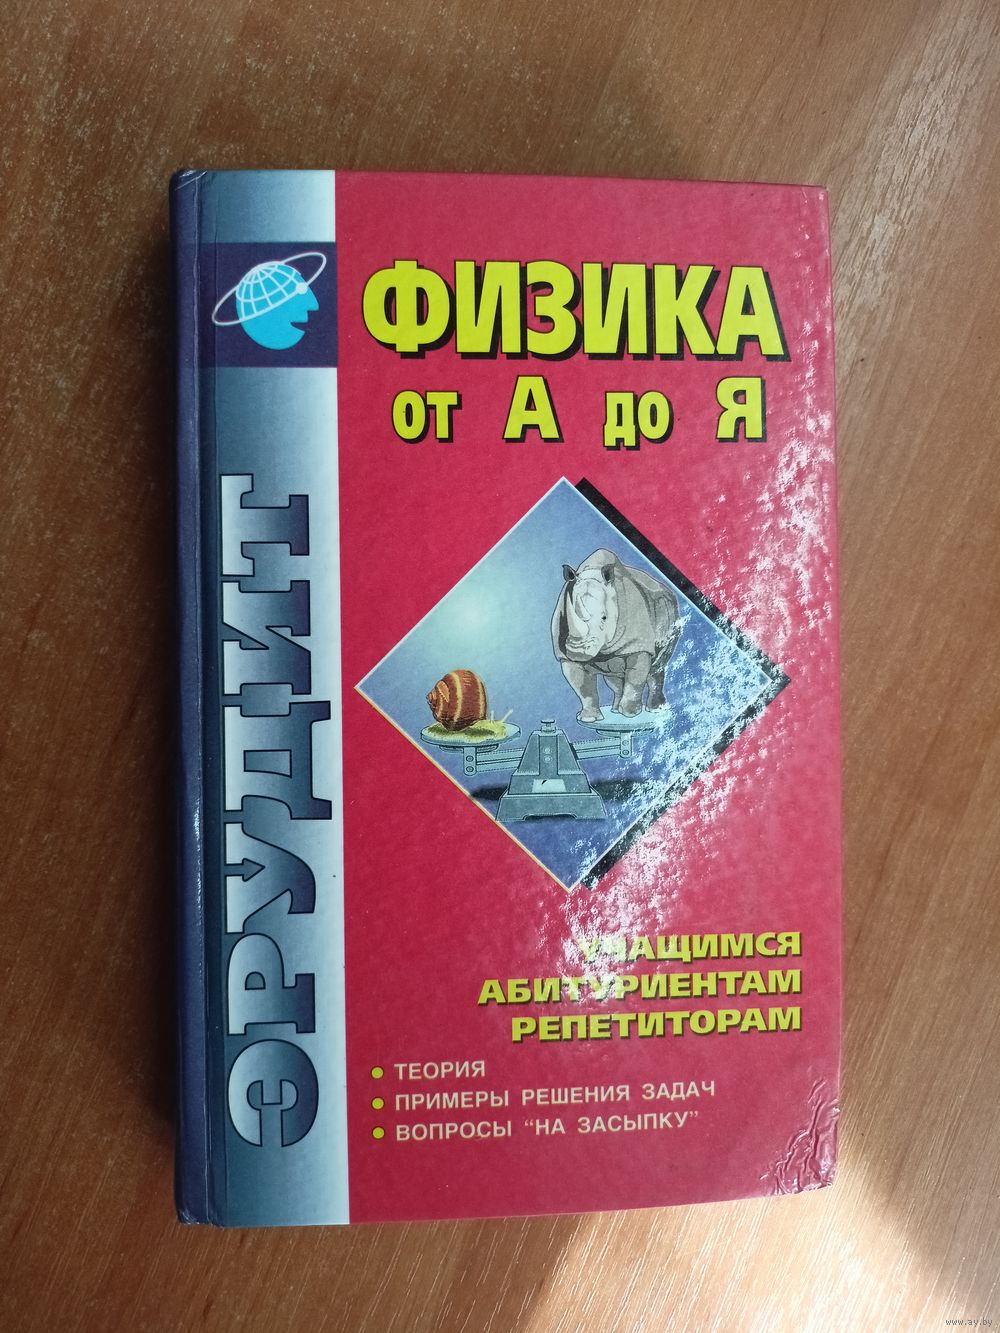 ФИЗИКА
ОТ А ДО Я
ЭРУДИТ
УЧАЩИМСЯ
АБИТУРИЕНТАМ
РЕПЕТИТОРАМ
• ТЕОРИЯ
• ПРИМЕРЫ РЕШЕНИЯ ЗАДАЧ
• ВОПРОСЫ "НА ЗАСЫПКУ"
www.ay.by